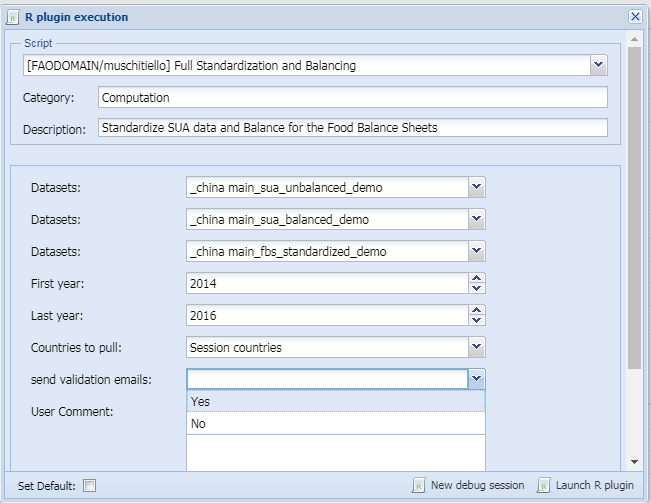 R plugin execution
Script
[FAODOMAIN/muschitiello] Full Standardization and Balancing
Category: Computation
Description: Standardize SUA data and Balance for the Food Balance Sheets
Datasets: _china main_sua_unbalanced_demo
Datasets: _china main_sua_balanced_demo
Datasets: _china main_fbs_standardized_demo
First year: 2014
Last year: 2016
Countries to pull: Session countries
send validation emails:
Yes
User Comment:
No
Set Default: R New debug session R Launch R plugin